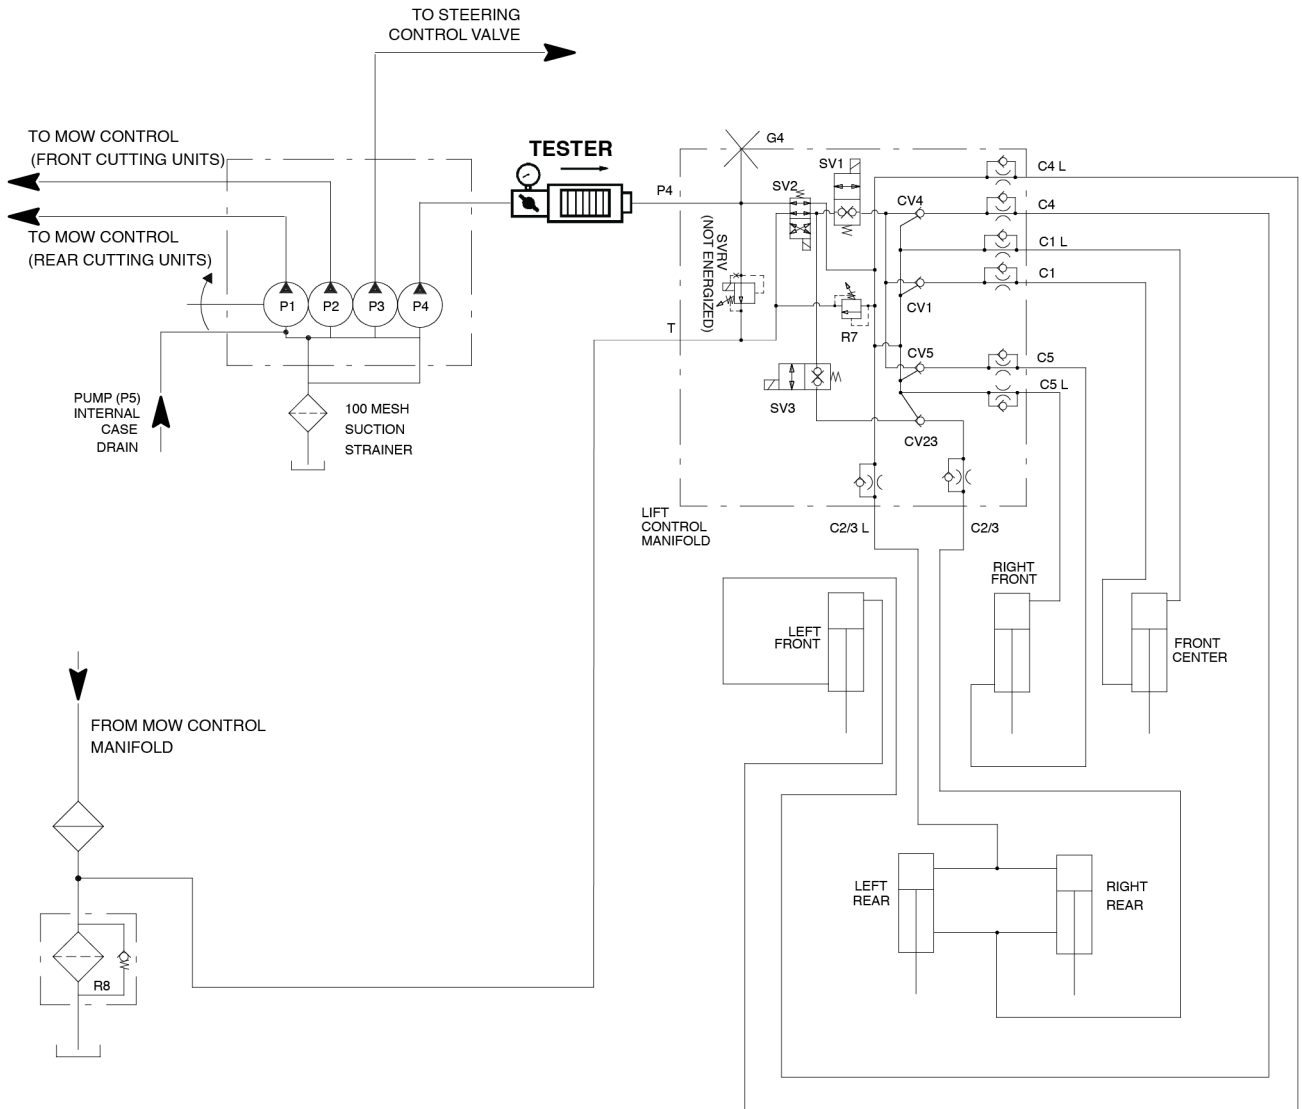 TO STEERING
CONTROL VALVE
TO MOW CONTROL
(FRONT CUTTING UNITS)
TO MOW CONTROL
(REAR CUTTING UNITS)
TESTER
P1
P2
P3
P4
PUMP (P5)
INTERNAL
CASE
DRAIN
100 MESH
SUCTION
STRAINER
P4
G4
SV1
SV2
SVRV
(NOT ENERGIZED)
T
R7
SV3
CV4
CV1
CV5
CV23
C4 L
C4
C1 L
C1
C5
C5 L
LIFT
CONTROL
MANIFOLD
C2/3 L
C2/3
LEFT
FRONT
RIGHT
FRONT
FRONT
CENTER
LEFT
REAR
RIGHT
REAR
FROM MOW CONTROL
MANIFOLD
R8